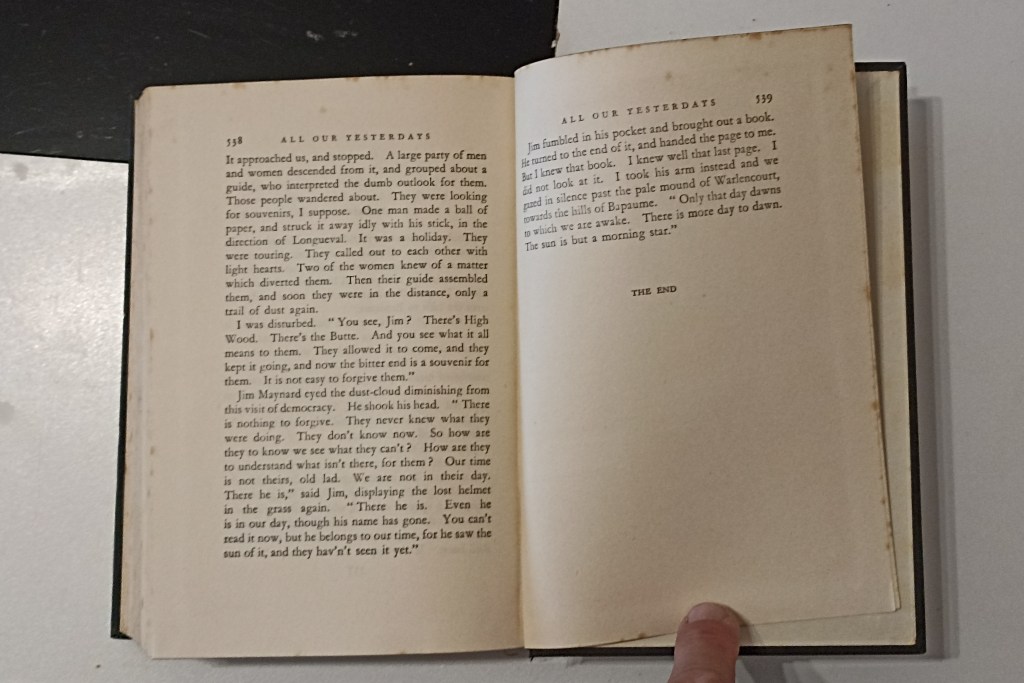 538 ALL OUR YESTERDAYS
It approached us, and stopped. A large party of men
and women descended from it, and grouped about a
guide, who interpreted the dumb outlook for them.
Those people wandered about. They were looking
for souvenirs, I suppose. One man made a ball of
paper, and struck it away idly with his stick, in the
direction of Longueval. It was a holiday. They
were touring. They called out to each other with
light hearts. Two of the women knew of a matter
which diverted them. Then their guide assembled
them, and soon they were in the distance, only a
trail of dust again.
I was disturbed. “ You see, Jim ? There's High
Wood. There's the Butte. And you see what it all
means to them. They allowed it to come, and they
kept it going, and now the bitter end is a souvenir for
them. It is not easy to forgive them.”
Jim Maynard eyed the dust-cloud diminishing from
this visit of democracy. He shook his head. “ There
is nothing to forgive. They never knew what they
were doing. They don't know now. So how are
they to know we see what they can't ? How are they
to understand what isn't there, for them ? Our time
is not theirs, old lad. We are not in their day.
There he is,” said Jim, displaying the lost helmet
in the grass again. “ There he is. Even he
is in our day, though his name has gone. You can't
read it now, but he belongs to our time, for he saw the
sun of it, and they hav'n't seen it yet.”
ALL OUR YESTERDAYS 539
Jim fumbled in his pocket and brought out a book.
He turned to the end of it, and handed the page to me.
But I knew that book. I knew well that last page. I
did not look at it. I took his arm instead and we
gazed in silence past the pale mound of Warlencourt,
towards the hills of Bapaume. “ Only that day dawns
to which we are awake. There is more day to dawn.
The sun is but a morning star.”
THE END